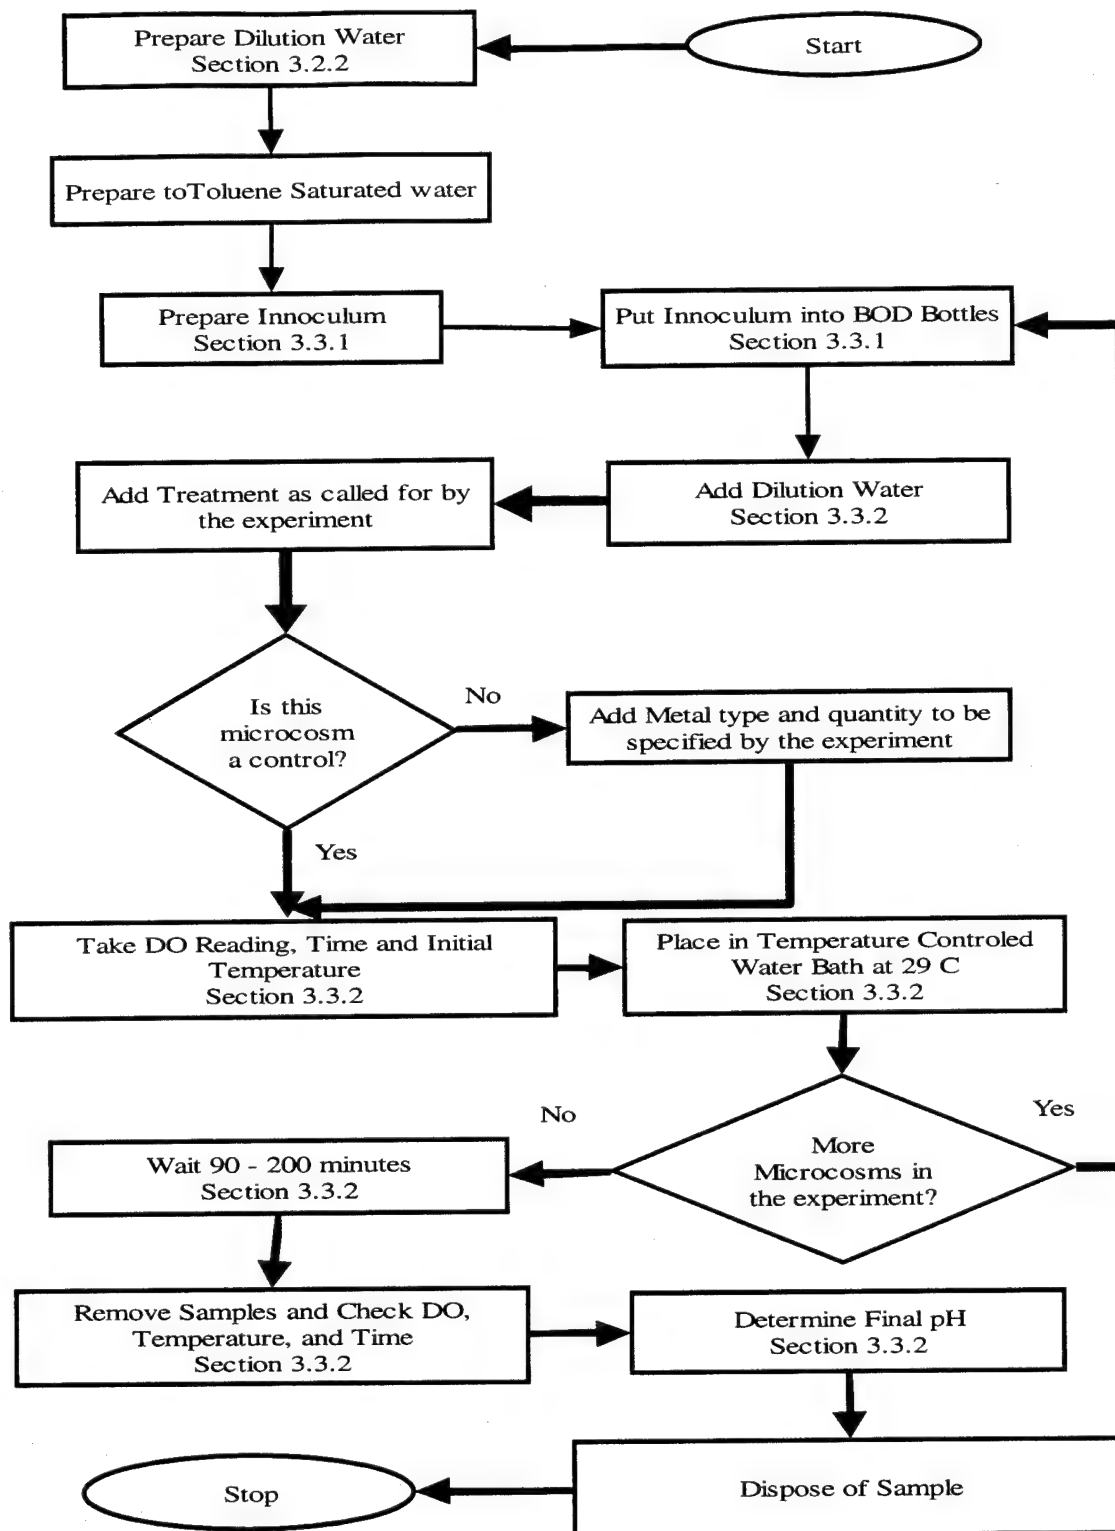 Start
Prepare Dilution Water
Section 3.2.2
Prepare toToluene Saturated water
Prepare Innoculum
Section 3.3.1
Put Innoculum into BOD Bottles
Section 3.3.1
Add Dilution Water
Section 3.3.2
Add Treatment as called for by
the experiment
Is this
microcosm
a control?
No
Add Metal type and quantity to be
specified by the experiment
Yes
Take DO Reading, Time and Initial
Temperature
Section 3.3.2
Place in Temperature Controled
Water Bath at 29 C
Section 3.3.2
More
Microcosms in
the experiment?
Yes
No
Wait 90 - 200 minutes
Section 3.3.2
Remove Samples and Check DO,
Temperature, and Time
Section 3.3.2
Determine Final pH
Section 3.3.2
Dispose of Sample
Stop